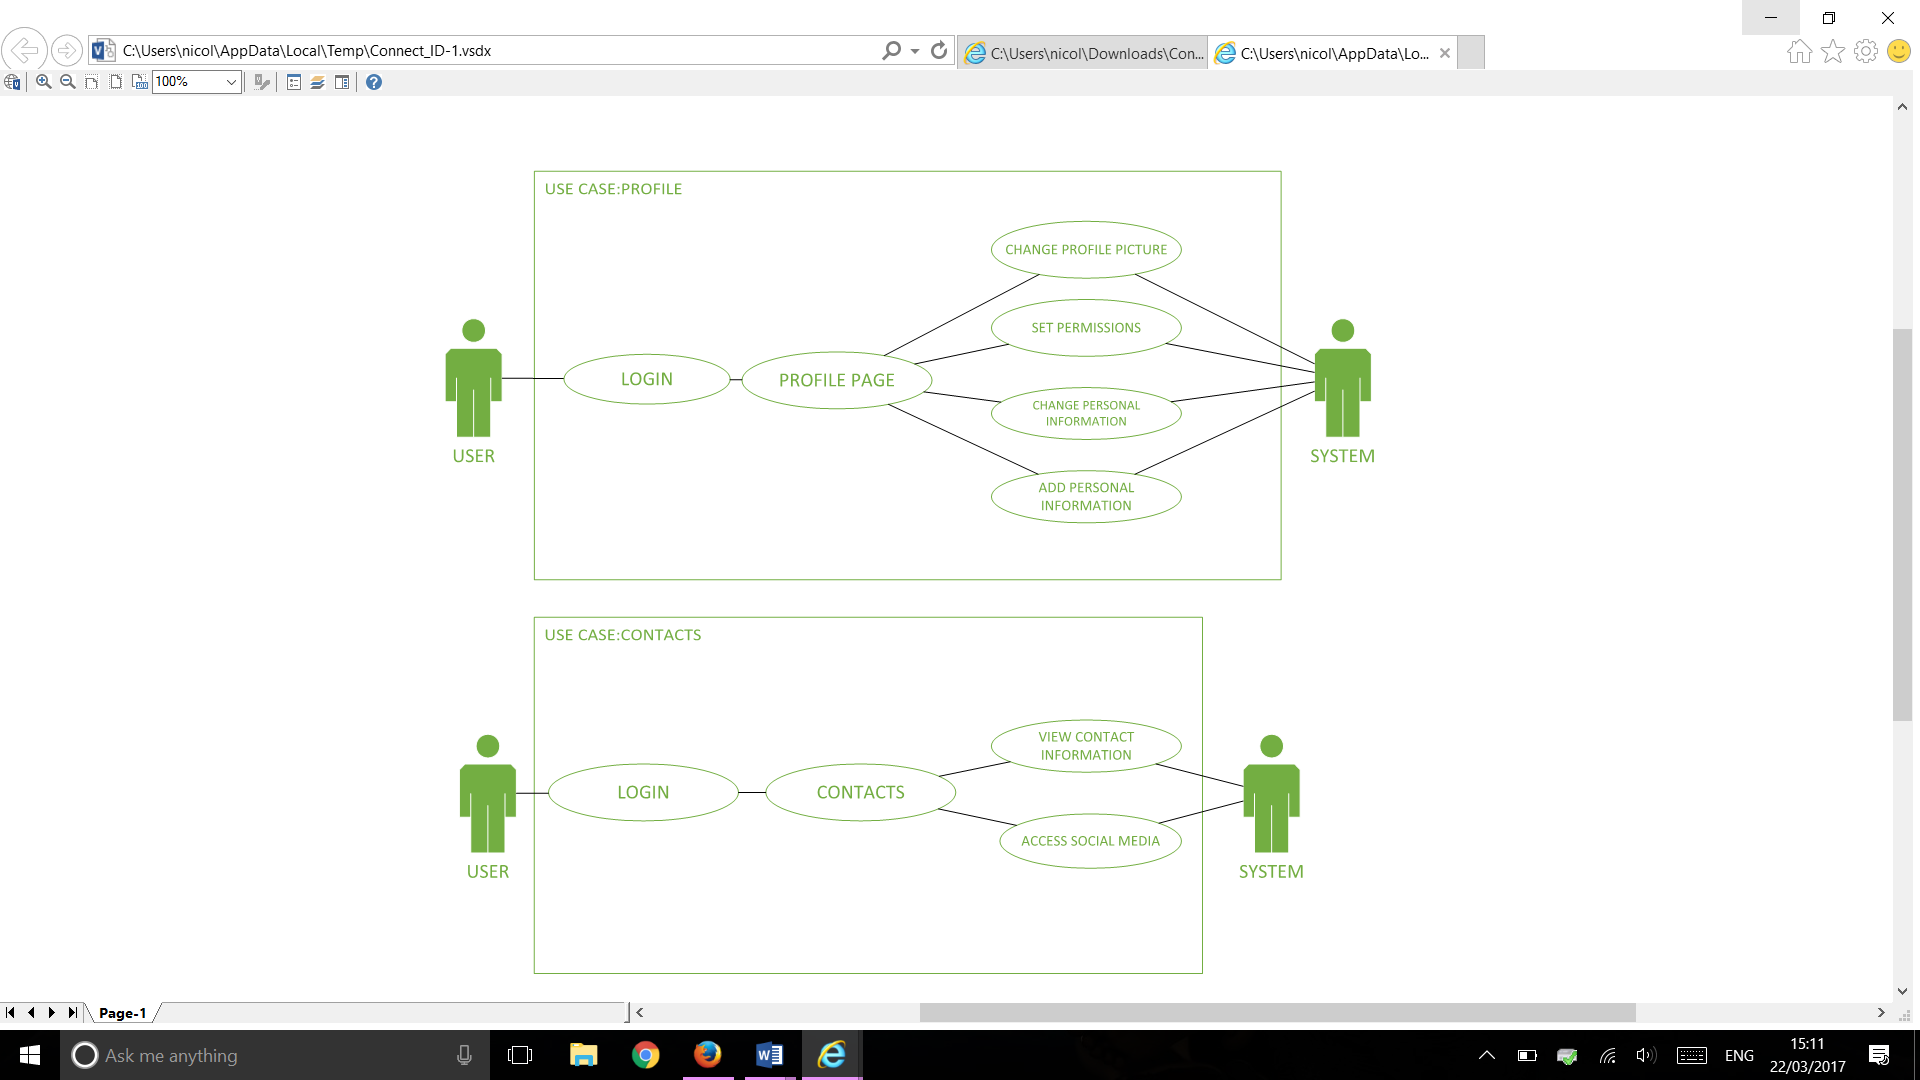 C:\Users\nicol\AppData\Local\Temp\Connect_ID-1.vsdx
C:\Users\nicol\Downloads\Con...
C:\Users\nicol\AppData\Lo...
100%
USE CASE:PROFILE
CHANGE PROFILE PICTURE
SET PERMISSIONS
LOGIN
PROFILE PAGE
CHANGE PERSONAL
INFORMATION
USER
SYSTEM
ADD PERSONAL
INFORMATION
USE CASE:CONTACTS
VIEW CONTACT
INFORMATION
LOGIN
CONTACTS
ACCESS SOCIAL MEDIA
USER
SYSTEM
Page-1
Ask me anything
ENG
15:11
22/03/2017